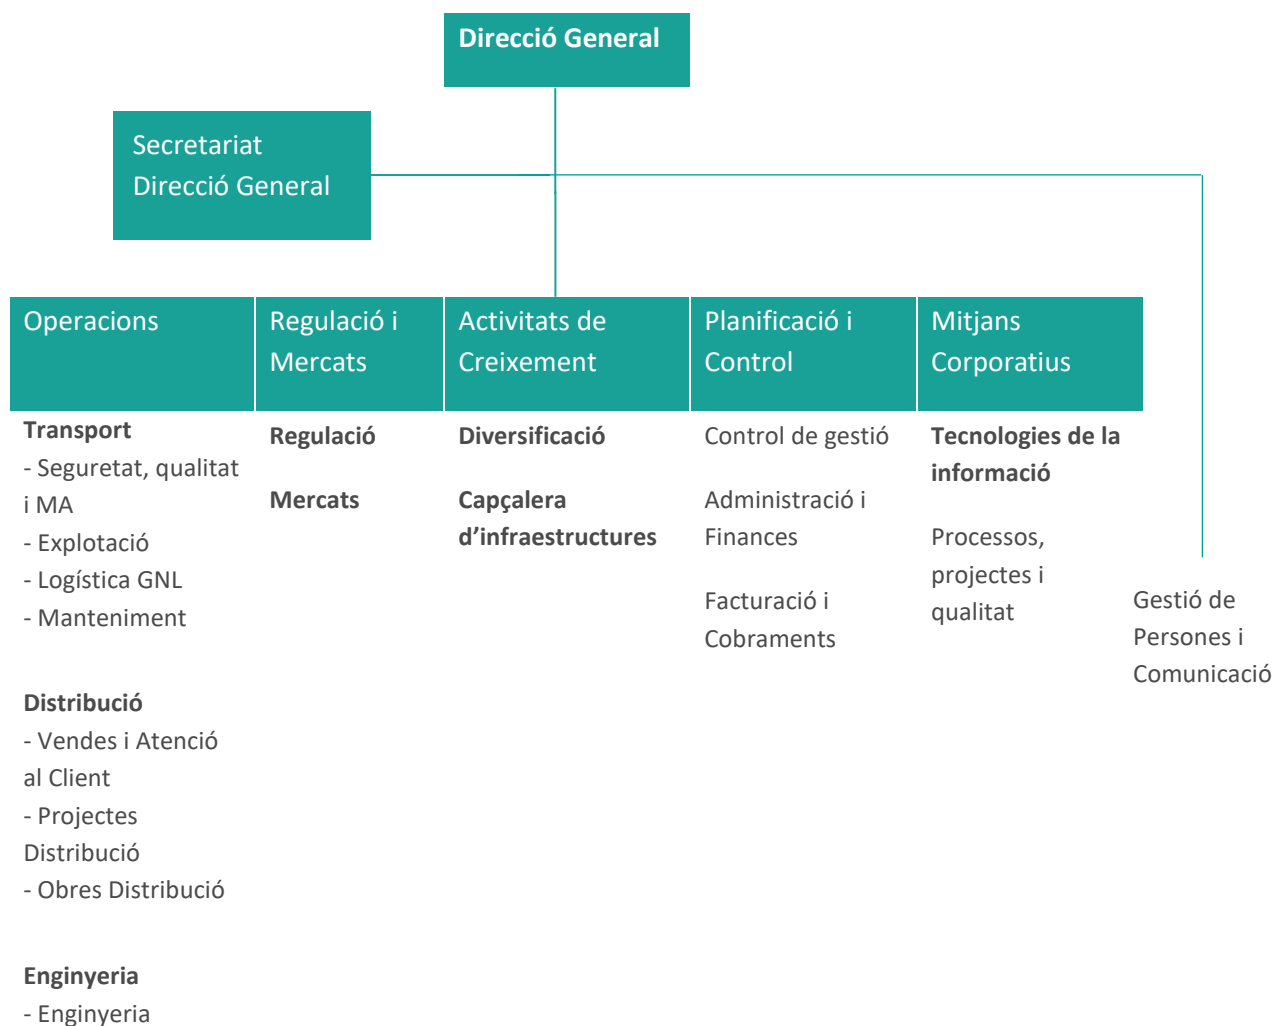 Direcció General
Secretariat
Direcció General
Operacions
Regulació i
Mercats
Activitats de
Creixement
Planificació i
Control
Mitjans
Corporatius
Transport
- Seguretat, qualitat
i MA
- Explotació
- Logística GNL
- Manteniment
Distribució
- Vendes i Atenció
al Client
- Projectes
Distribució
- Obres Distribució
Enginyeria
- Enginyeria
Regulació
Mercats
Diversificació
Capçalera
d’infraestructures
Control de gestió
Administració i
Finances
Facturació i
Cobraments
Tecnologies de la
informació
Processos,
projectes i
qualitat
Gestió de
Persones i
Comunicació